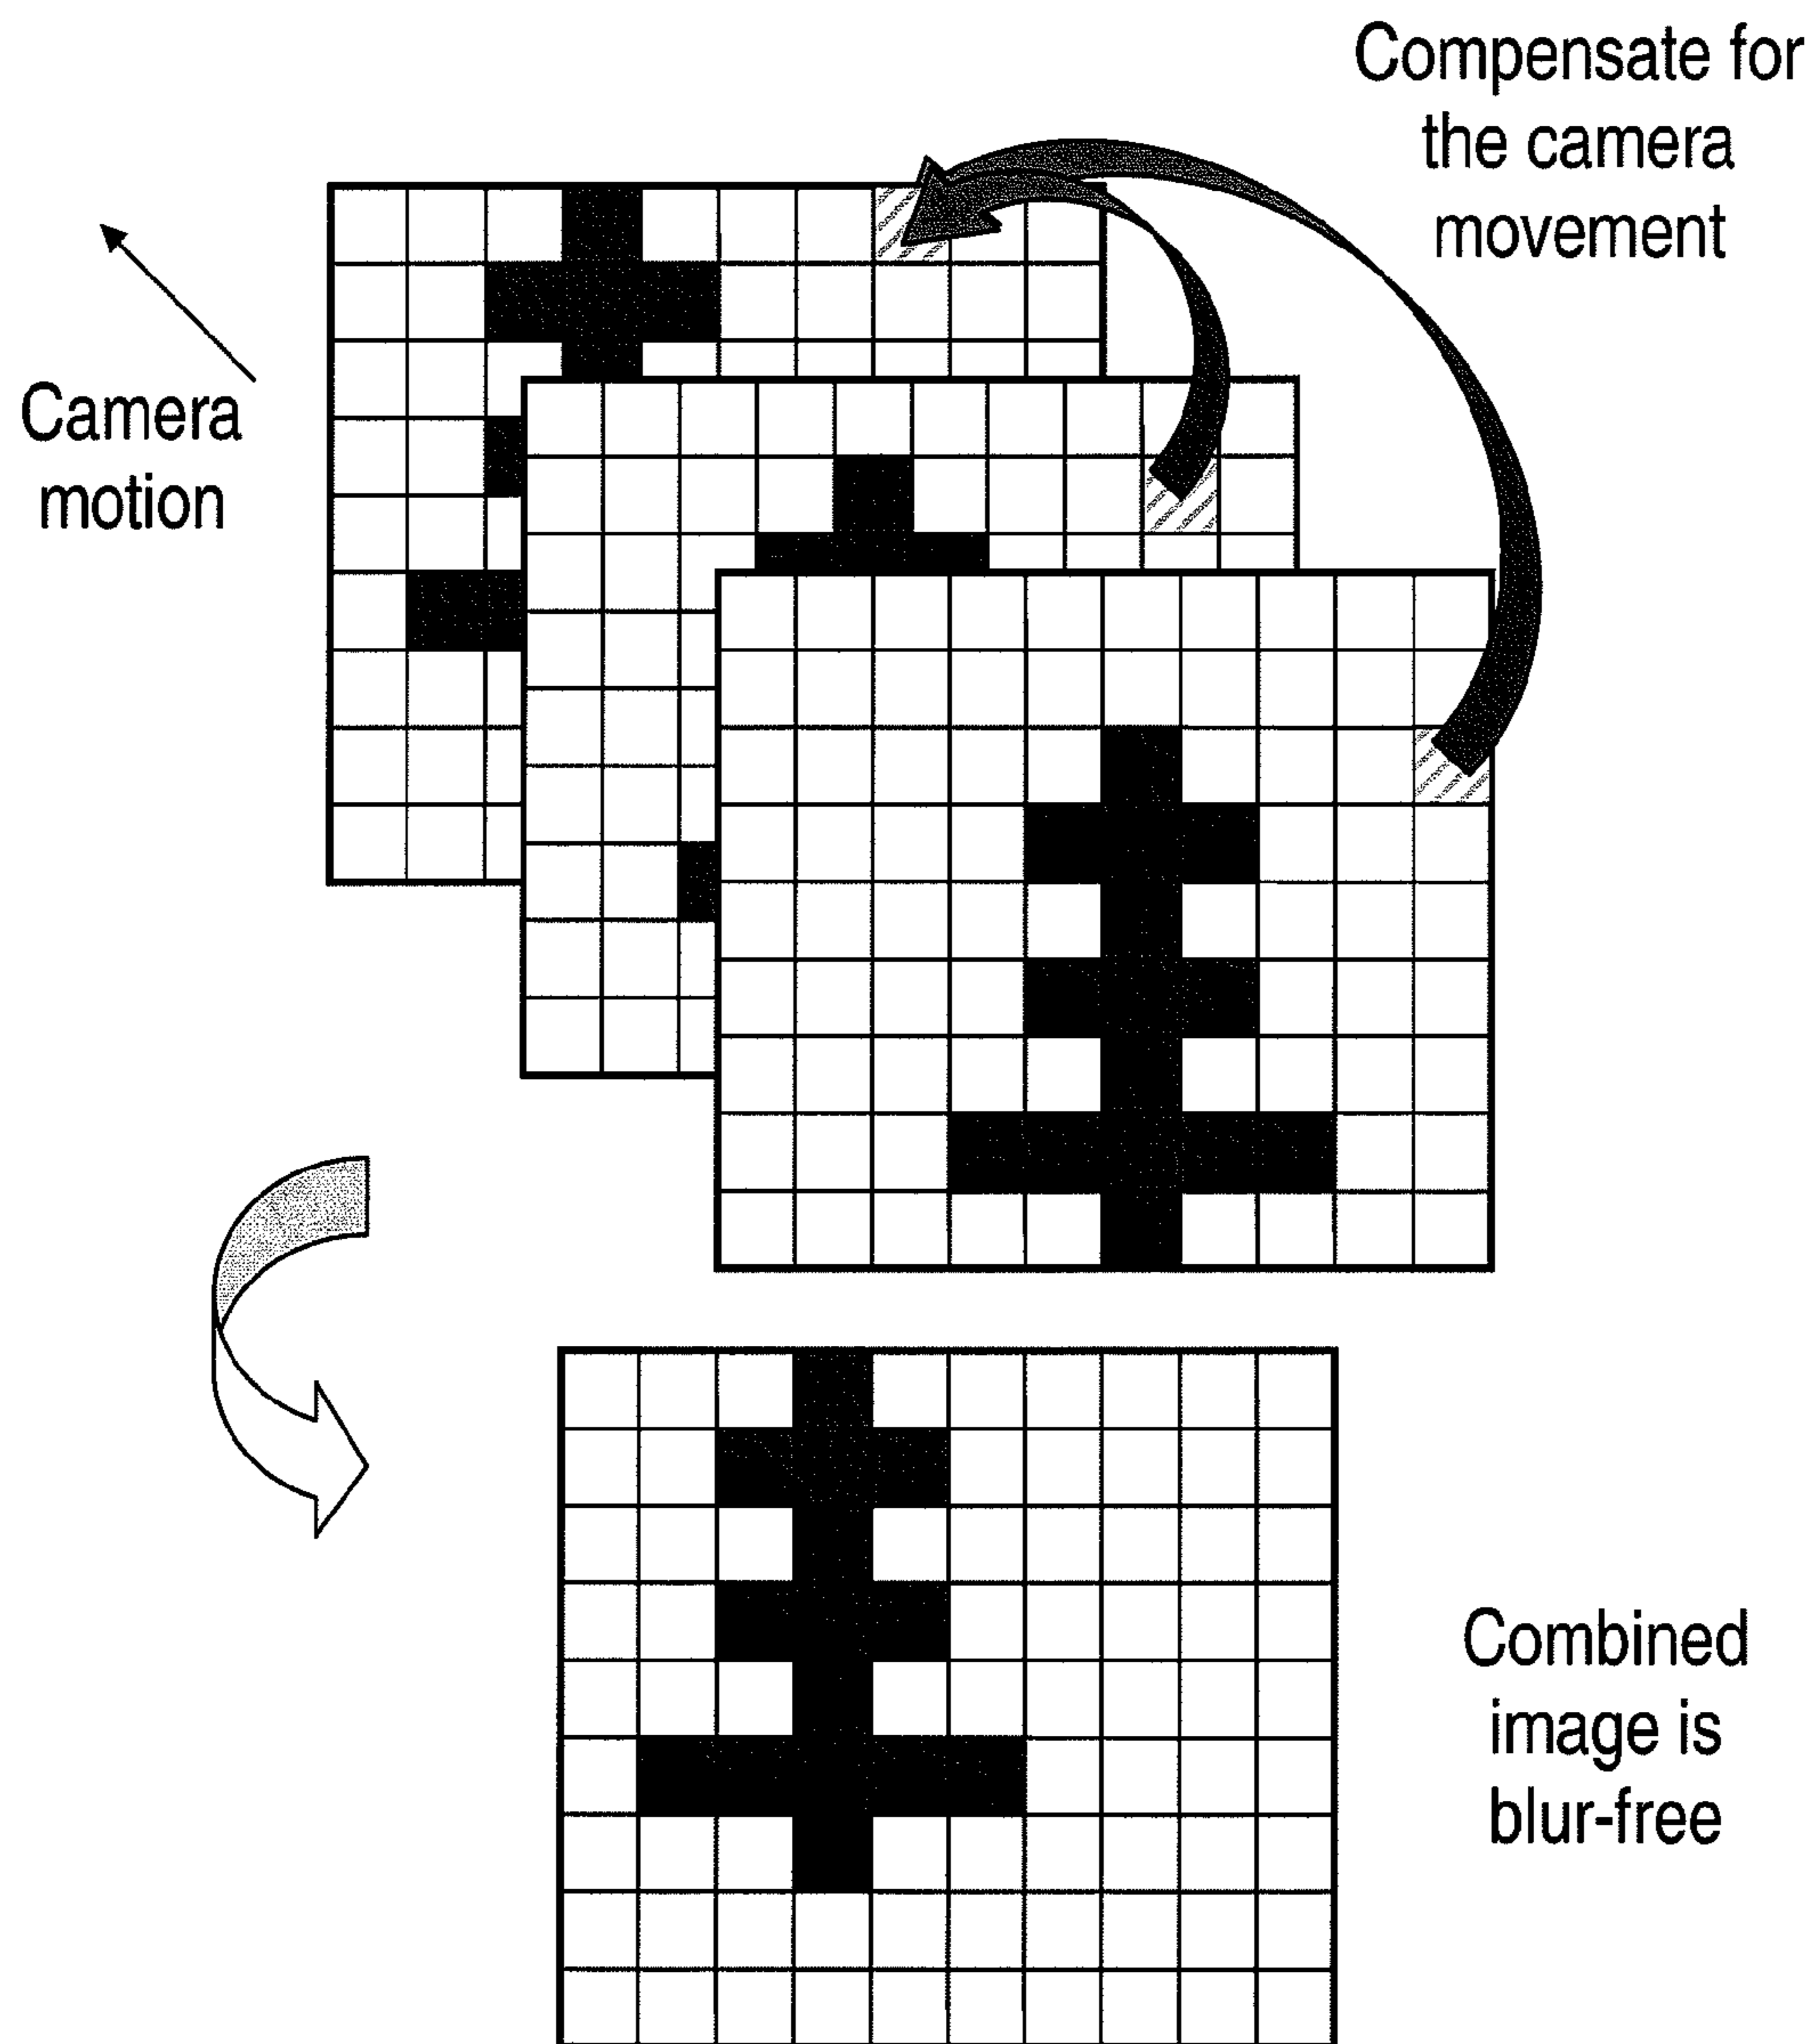 Compensate for
the camera
movement
Camera
motion
Combined
image is
blur-free